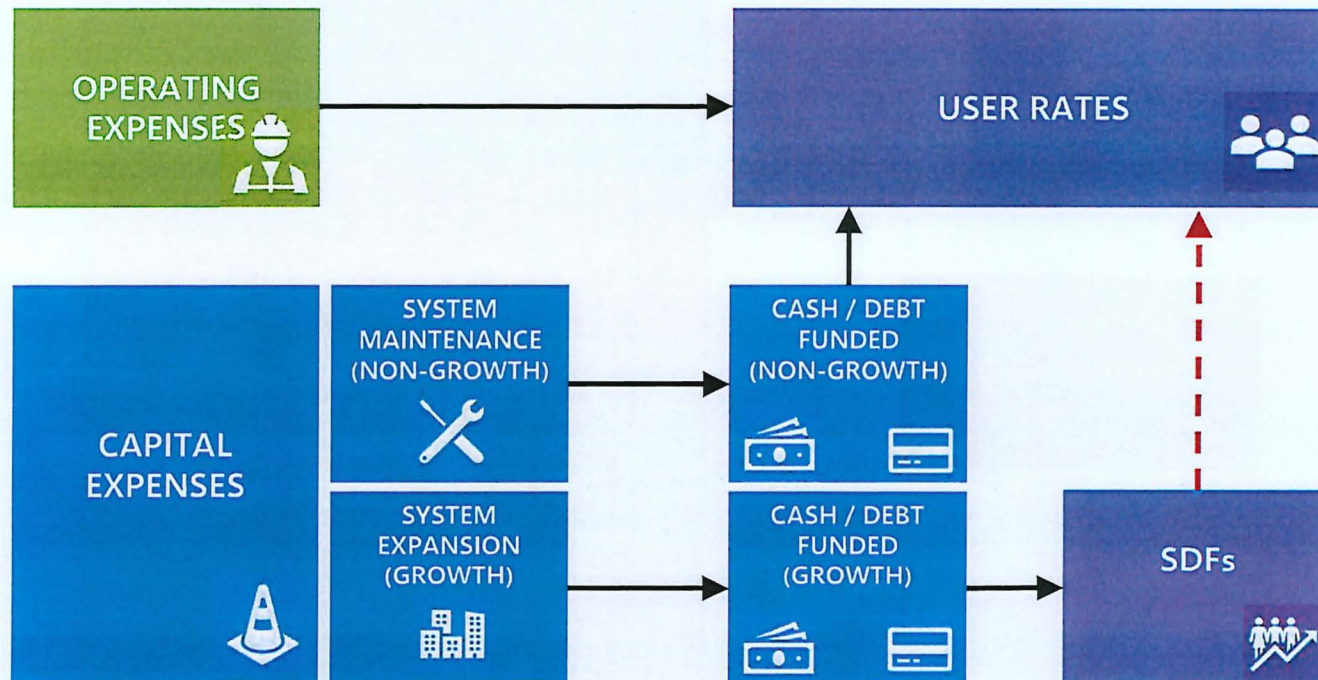 OPERATING
EXPENSES
USER RATES
CAPITAL
EXPENSES
SYSTEM
MAINTENANCE
(NON-GROWTH)
CASH / DEBT
FUNDED
(NON-GROWTH)
SYSTEM
EXPANSION
(GROWTH)
CASH / DEBT
FUNDED
(GROWTH)
SDFs